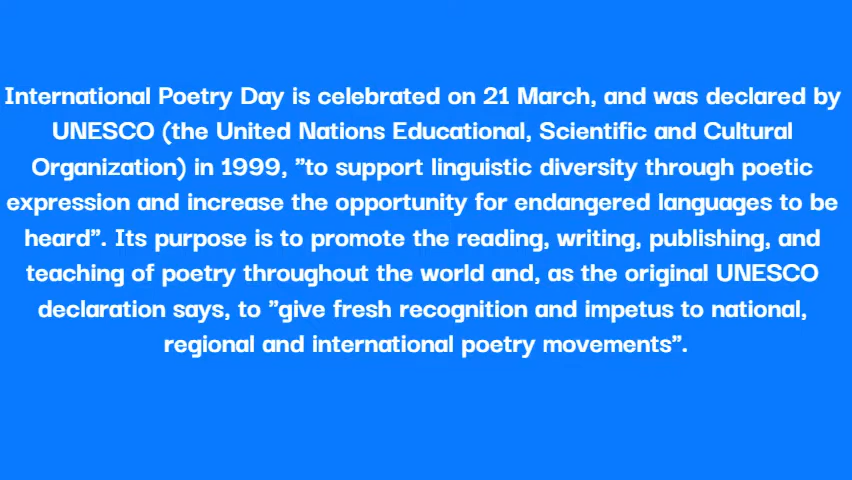 International Poetry Day is celebrated on 21 March, and was declared by
UNESCO (the United Nations Educational, Scientific and Cultural
Organization) in 1999, ”to support linguistic diversity through poetic
expression and increase the opportunity for endangered languages to be
heard”. Its purpose is to promote the reading, writing, publishing, and
teaching of poetry throughout the world and, as the original UNESCO
declaration says, to ”give fresh recognition and impetus to national,
regional and international poetry movements”.